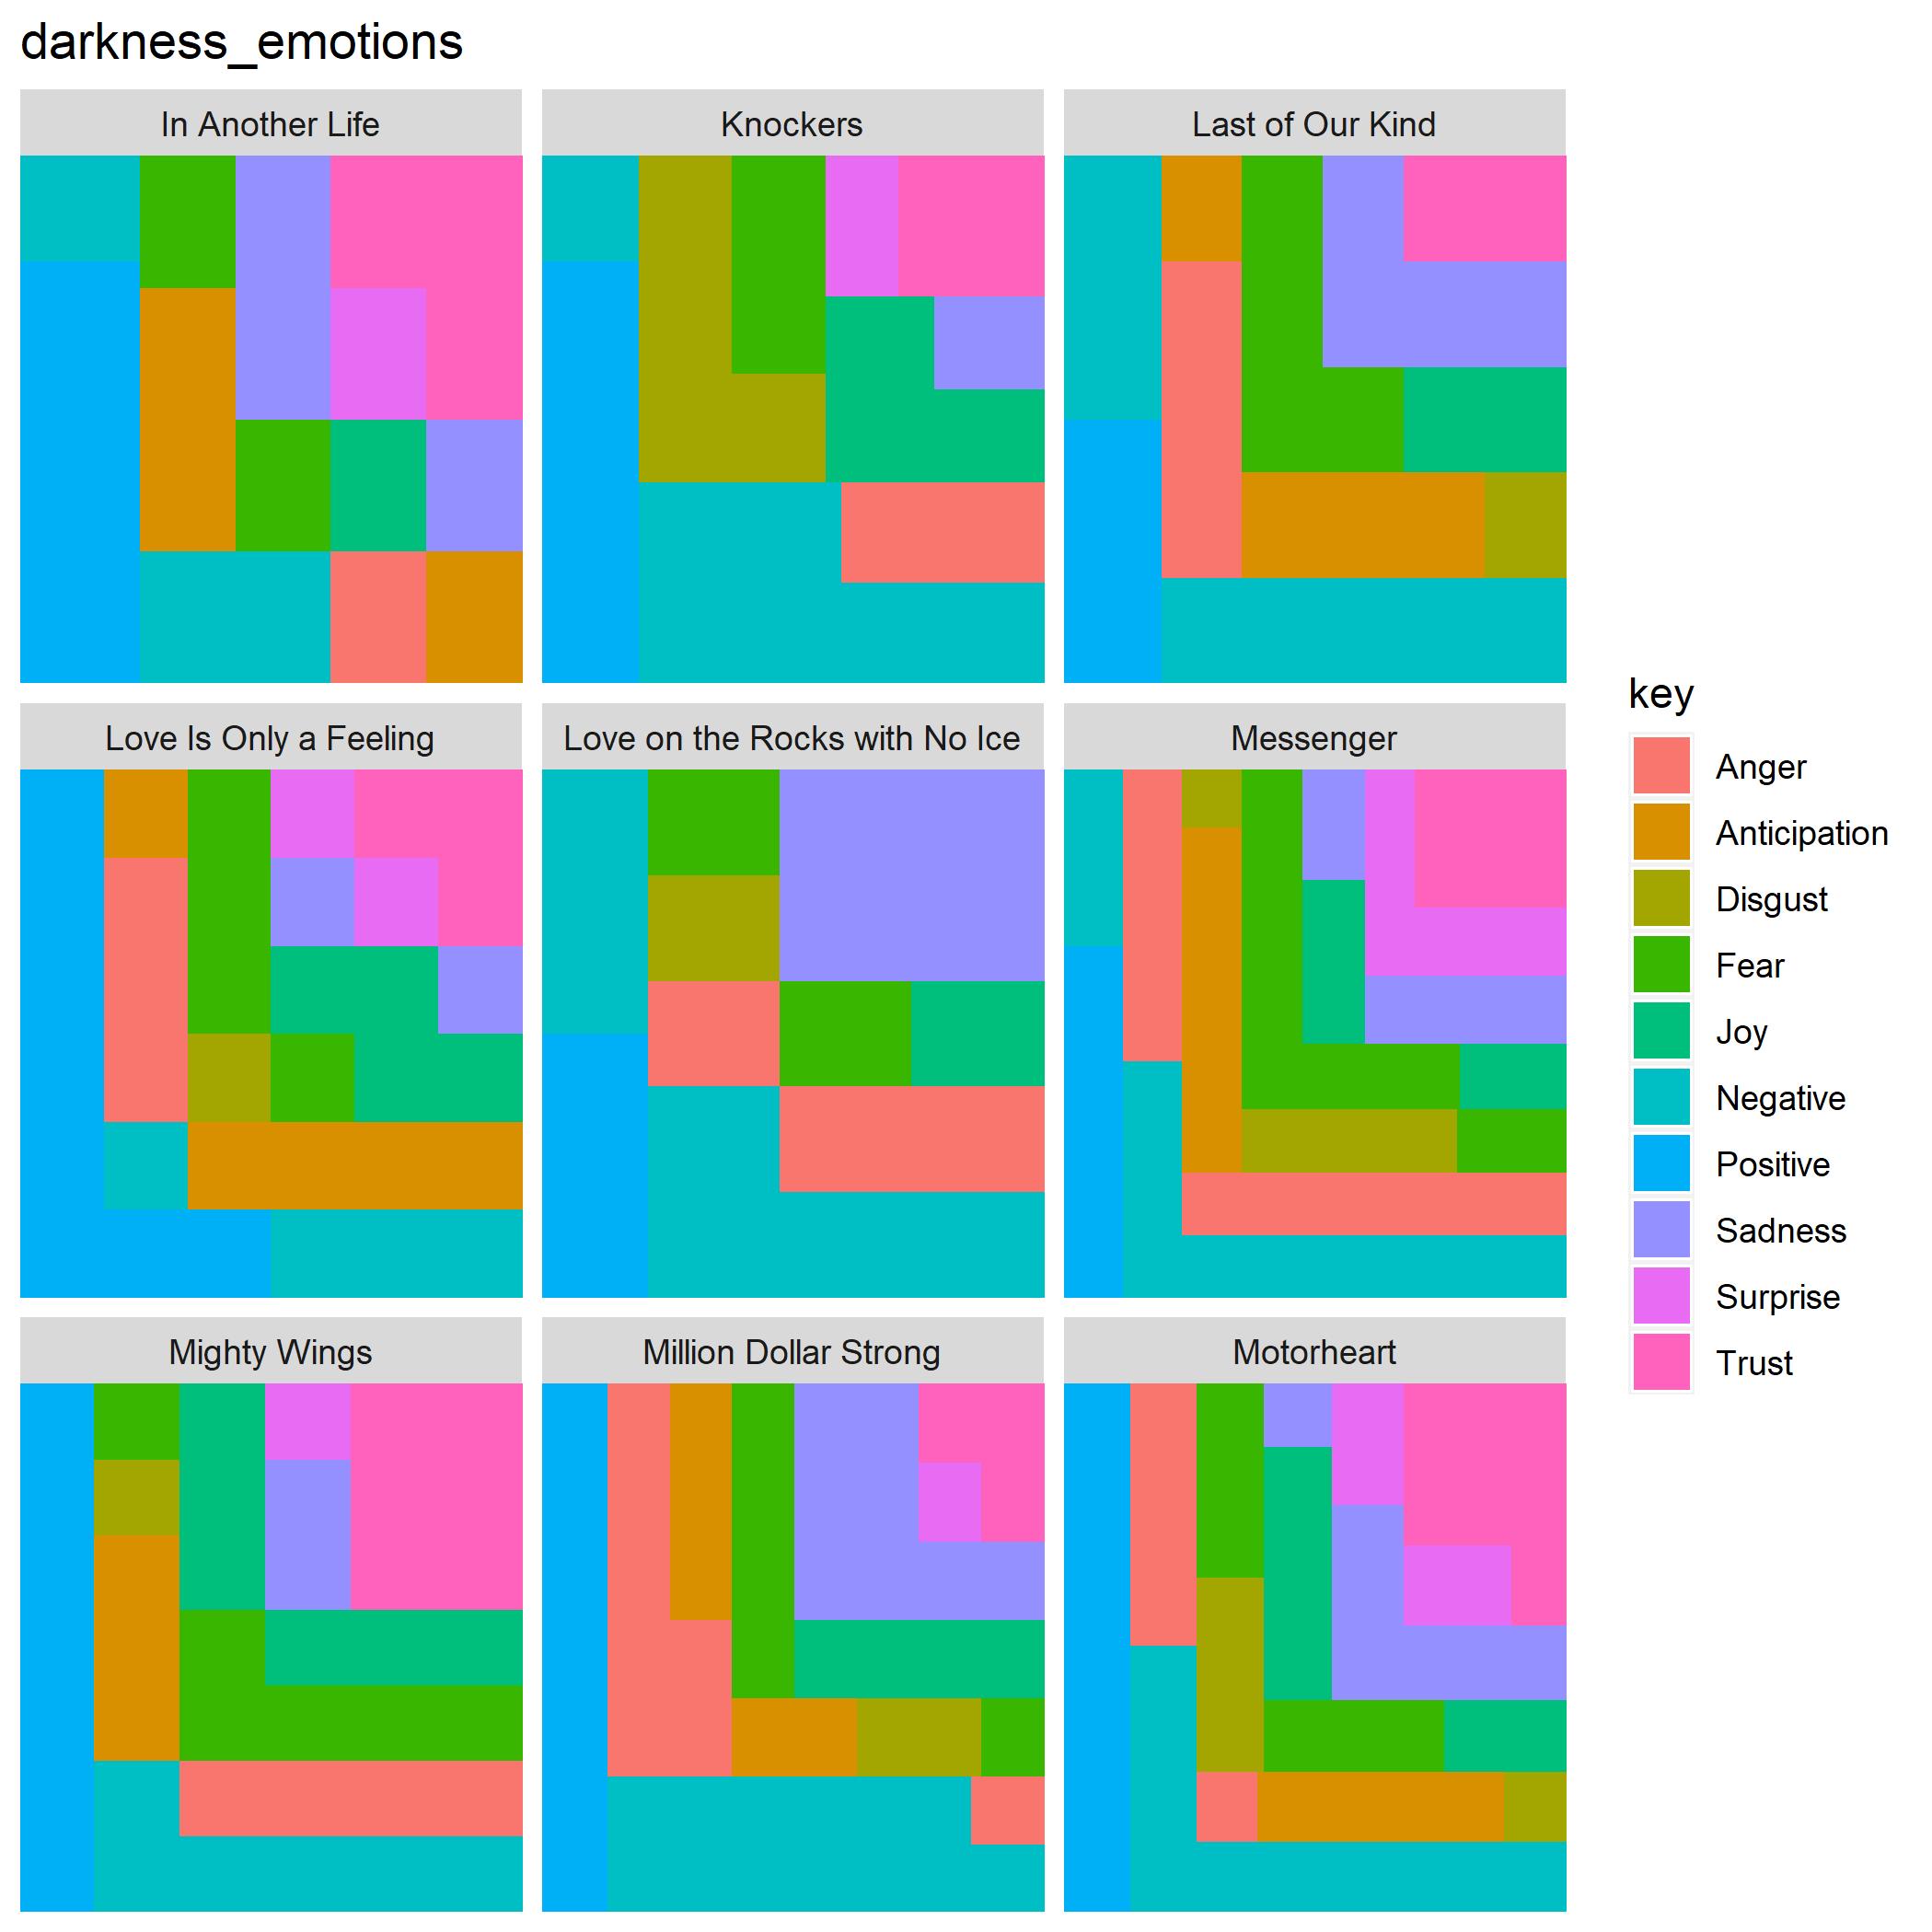 darkness_emotions
In Another Life
Knockers
Last of Our Kind
Love Is Only a Feeling
Love on the Rocks with No Ice
Messenger
Mighty Wings
Million Dollar Strong
Motorheart
key
Anger
Anticipation
Disgust
Fear
Joy
Negative
Positive
Sadness
Surprise
Trust